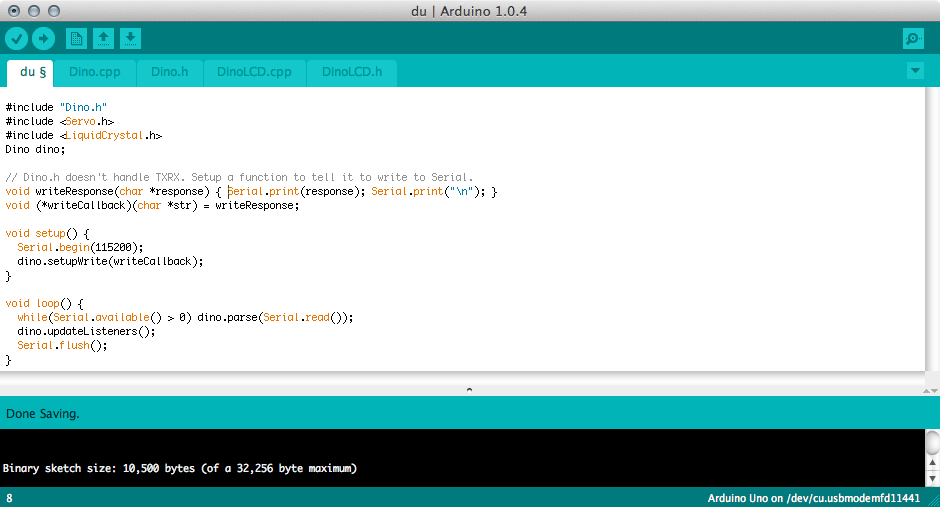 du | Arduino 1.0.4
du §
Dino.cpp
Dino.h
DinoLCD.cpp
DinoLCD.h
#include "Dino.h"
#include <Servo.h>
#include <LiquidCrystal.h>
Dino dino;
// Dino.h doesn't handle TXRX. Setup a function to tell it to write to Serial.
void writeResponse(char *response) { Serial.print(response); Serial.print("\n"); }
void (*writeCallback)(char *str) = writeResponse;
void setup() {
  Serial.begin(115200);
  dino.setupWrite(writeCallback);
}
void loop() {
  while(Serial.available() > 0) dino.parse(Serial.read());
  dino.updateListeners();
  Serial.flush();
}
Done Saving.
Binary sketch size: 10,500 bytes (of a 32,256 byte maximum)
8
Arduino Uno on /dev/cu.usbmodemfd11441